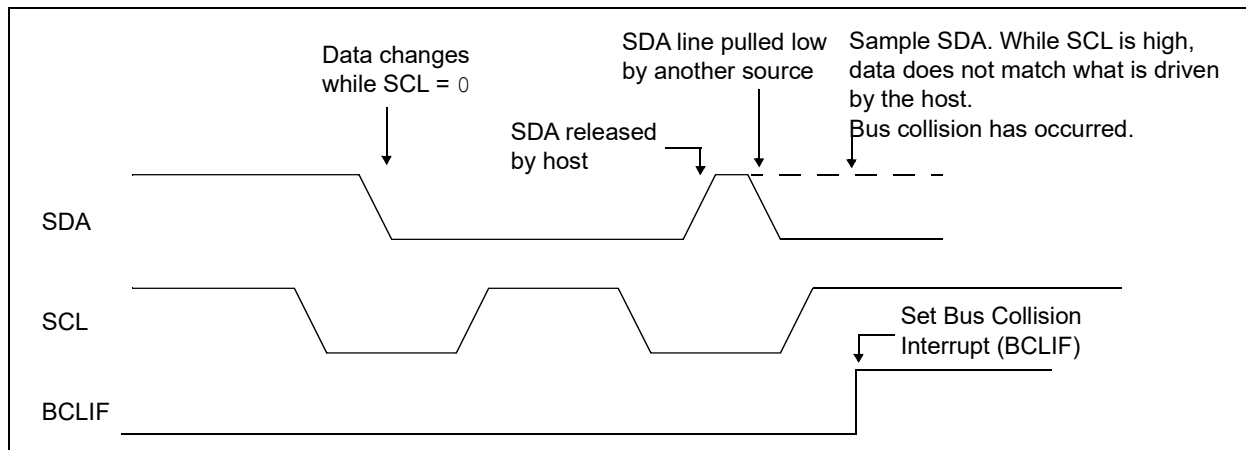 Data changes
while SCL = 0
SDA line pulled low
by another source
Sample SDA. While SCL is high,
data does not match what is driven
by the host.
Bus collision has occurred.
SDA released
by host
SDA
SCL
Set Bus Collision
Interrupt (BCLIF)
BCLIF